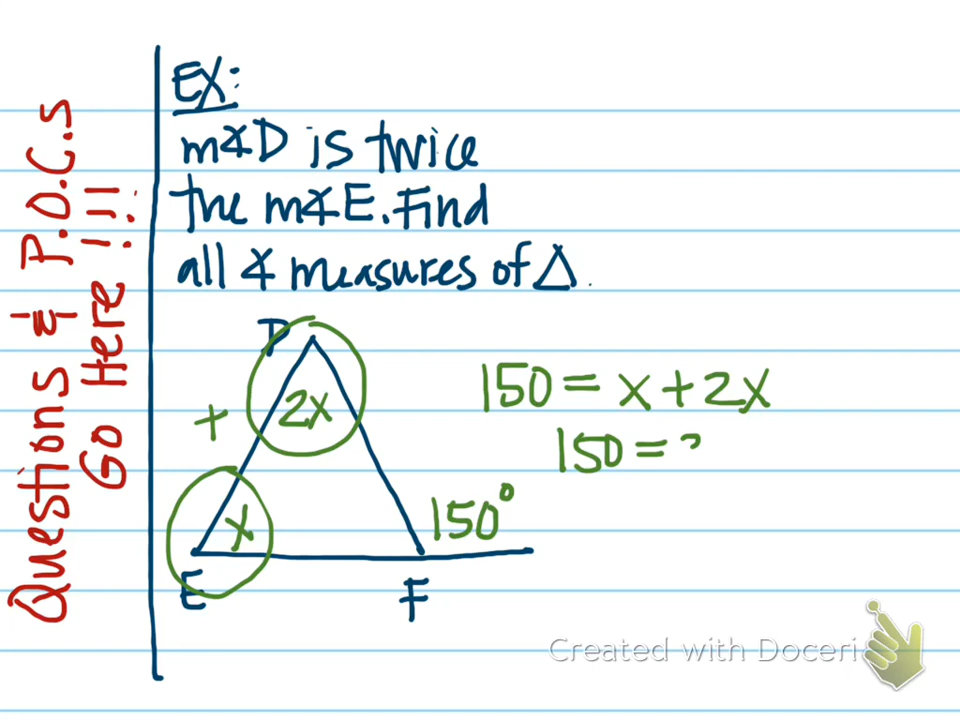 Questions & P.O.C.s
Go Here !!!
EX:
m∡D is twice
the m∡E. Find
all ∡ measures of △.
D
2x
+
x
150°
E
F
150 = x + 2x
150 =
Created with Doceri